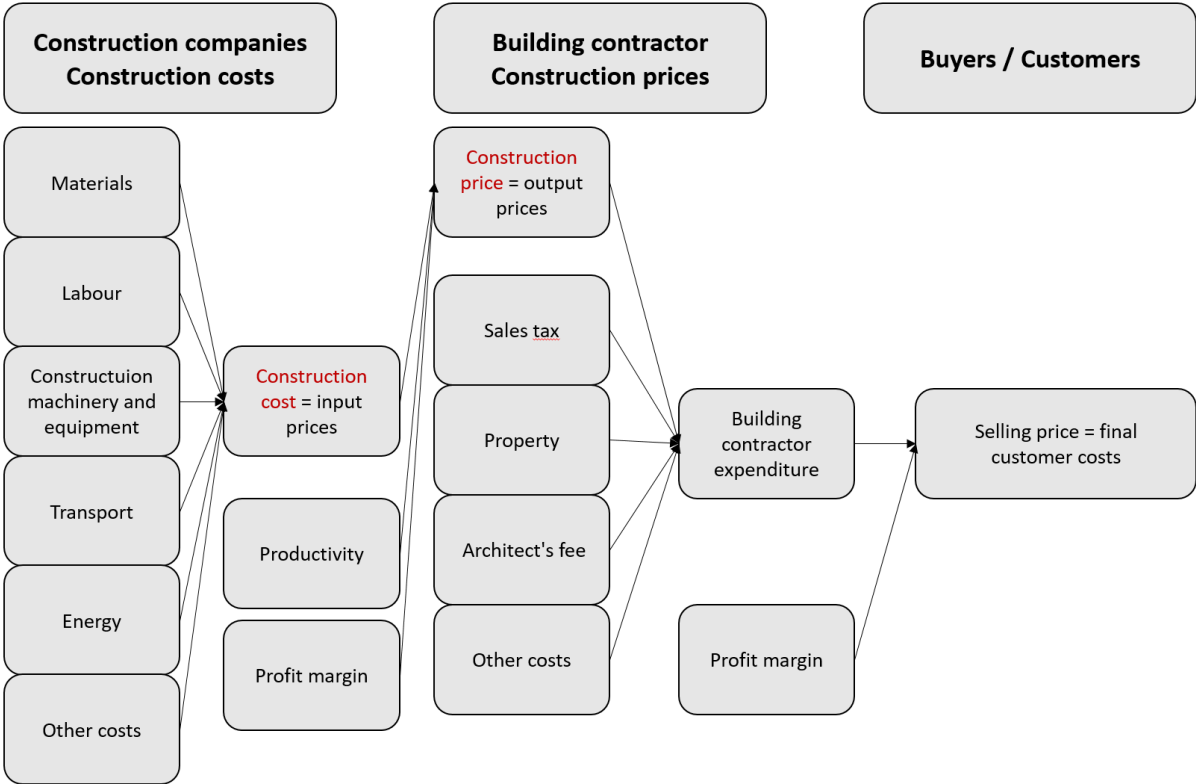 Construction companies
Construction costs
Building contractor
Construction prices
Buyers / Customers
Materials
Labour
Constructuion
machinery and
equipment
Transport
Energy
Other costs
Construction
cost = input
prices
Productivity
Profit margin
Construction
price = output
prices
Sales tax
Property
Architect's fee
Other costs
Building
contractor
expenditure
Profit margin
Selling price = final
customer costs